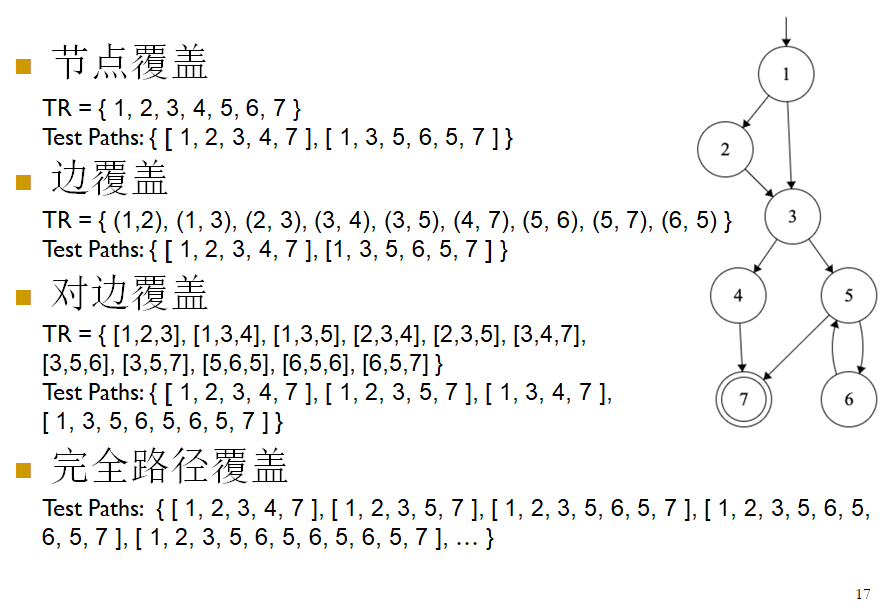 节点覆盖
TR = { 1, 2, 3, 4, 5, 6, 7 }
Test Paths: { [ 1, 2, 3, 4, 7 ], [ 1, 3, 5, 6, 5, 7 ] }
边覆盖
TR = { (1,2), (1, 3), (2, 3), (3, 4), (3, 5), (4, 7), (5, 6), (5, 7), (6, 5) }
Test Paths: { [ 1, 2, 3, 4, 7 ], [1, 3, 5, 6, 5, 7 ] }
对边覆盖
TR = { [1,2,3], [1,3,4], [1,3,5], [2,3,4], [2,3,5], [3,4,7],
[3,5,6], [3,5,7], [5,6,5], [6,5,6], [6,5,7] }
Test Paths: { [ 1, 2, 3, 4, 7 ], [ 1, 2, 3, 5, 7 ], [ 1, 3, 4, 7 ],
[ 1, 3, 5, 6, 5, 6, 5, 7 ] }
完全路径覆盖
Test Paths: { [ 1, 2, 3, 4, 7 ], [ 1, 2, 3, 5, 7 ], [ 1, 2, 3, 5, 6, 5, 7 ], [ 1, 2, 3, 5, 6, 5,
6, 5, 7 ], [ 1, 2, 3, 5, 6, 5, 6, 5, 6, 5, 7 ], … }
1
2
3
4
5
7
6
17